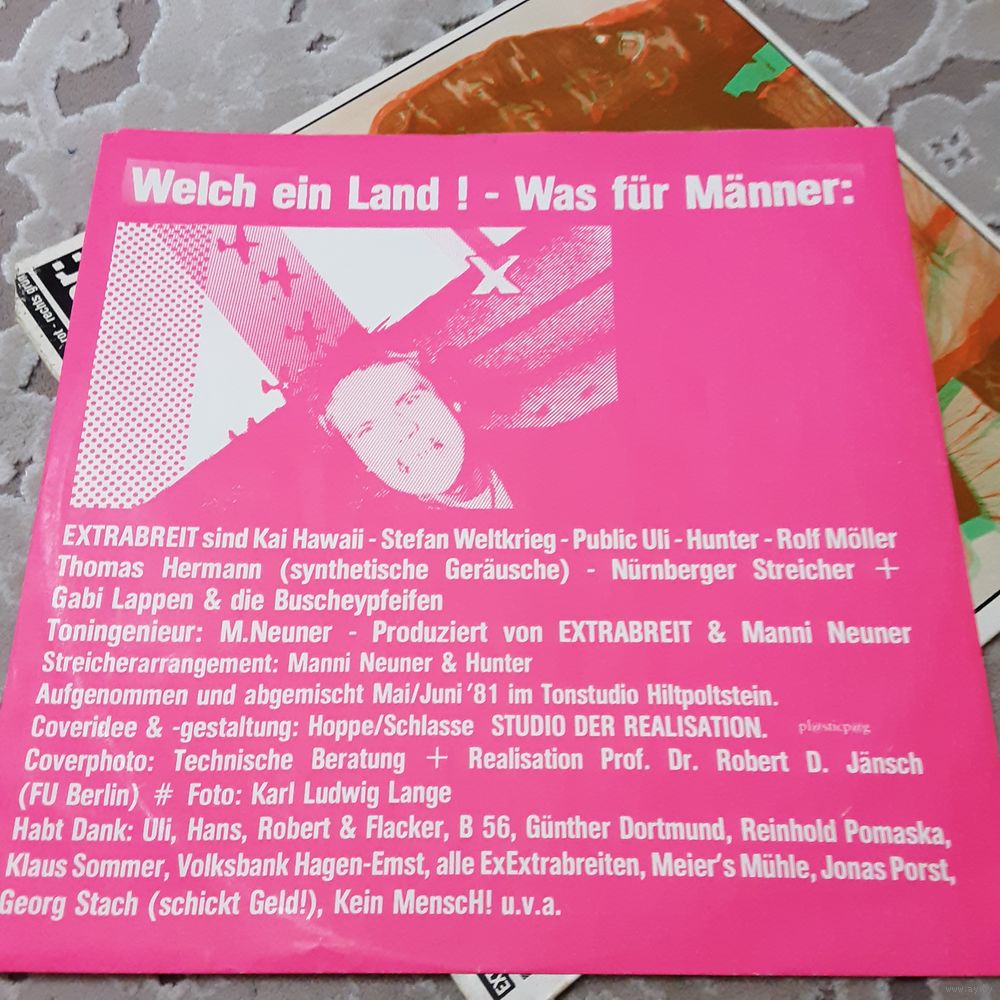 Welch ein Land ! - Was für Männer:
X
EXTRABREIT sind Kai Hawaii - Stefan Weltkrieg - Public Uli - Hunter - Rolf Möller
Thomas Hermann (synthetische Geräusche) - Nürnberger Streicher +
Gabi Lappen & die Buscheypfeifen
Toningenieur: M.Neuner - Produziert von EXTRABREIT & Manni Neuner
Streicherarrangement: Manni Neuner & Hunter
Aufgenommen und abgemischt Mai/Juni '81 im Tonstudio Hiltpoltstein.
Coveridee & -gestaltung: Hoppe/Schlasse STUDIO DER REALISATION.
Coverphoto: Technische Beratung + Realisation Prof. Dr. Robert D. Jänsch
(FU Berlin) # Foto: Karl Ludwig Lange
Habt Dank: Uli, Hans, Robert & Flacker, B 56, Günther Dortmund, Reinhold Pomaska,
Klaus Sommer, Volksbank Hagen-Emst, alle ExExtrabreiten, Meier's Mühle, Jonas Porst,
Georg Stach (schickt Geld!), Kein MenscH! u.v.a.
rot - rechts grün